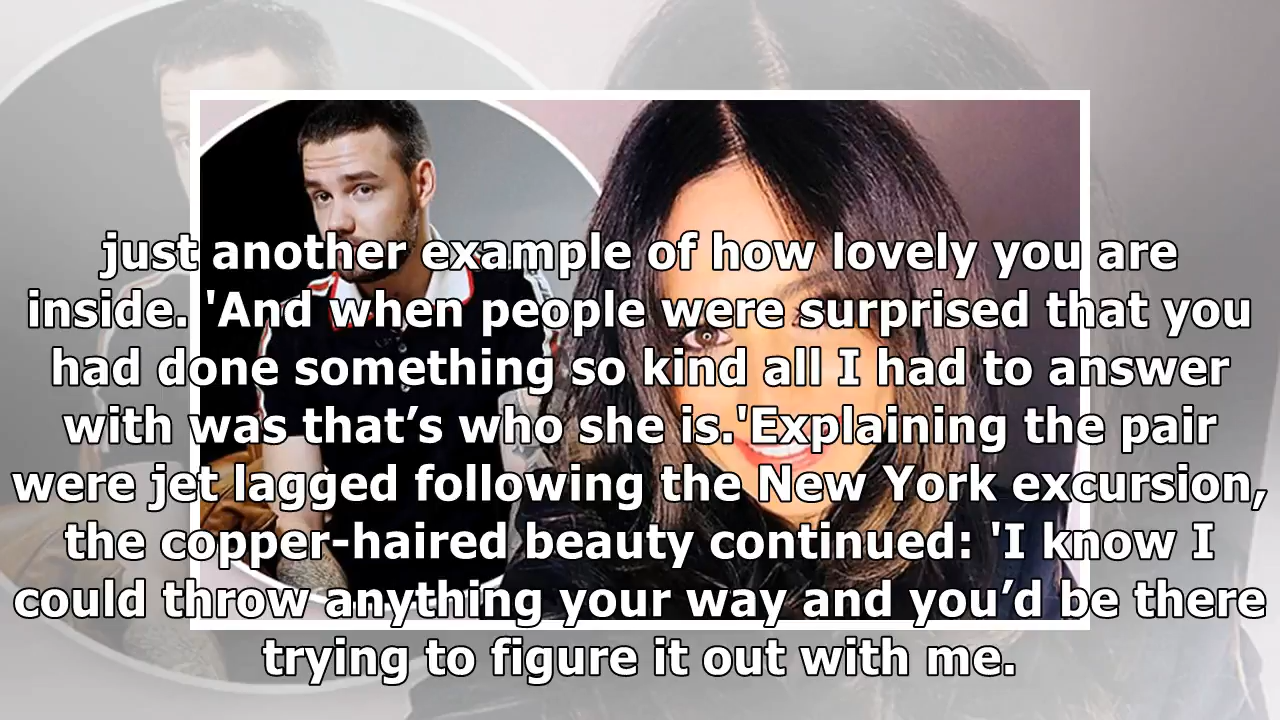 just another example of how lovely you are
inside. 'And when people were surprised that you
had done something so kind all I had to answer
with was that’s who she is.'Explaining the pair
were jet lagged following the New York excursion,
the copper-haired beauty continued: 'I know I
could throw anything your way and you’d be there
trying to figure it out with me.